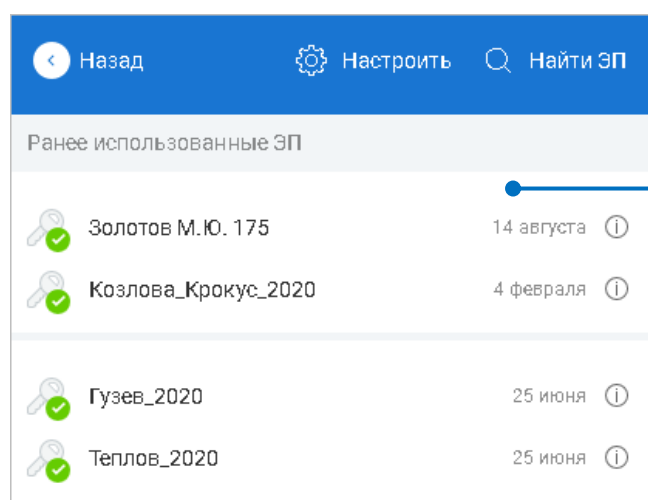 Назад Настроить Найти ЭП
Ранее использованные ЭП
Золотов М.Ю. 175 14 августа
Козлова_Крокус_2020 4 февраля
Гузев_2020 25 июня
Теплов_2020 25 июня